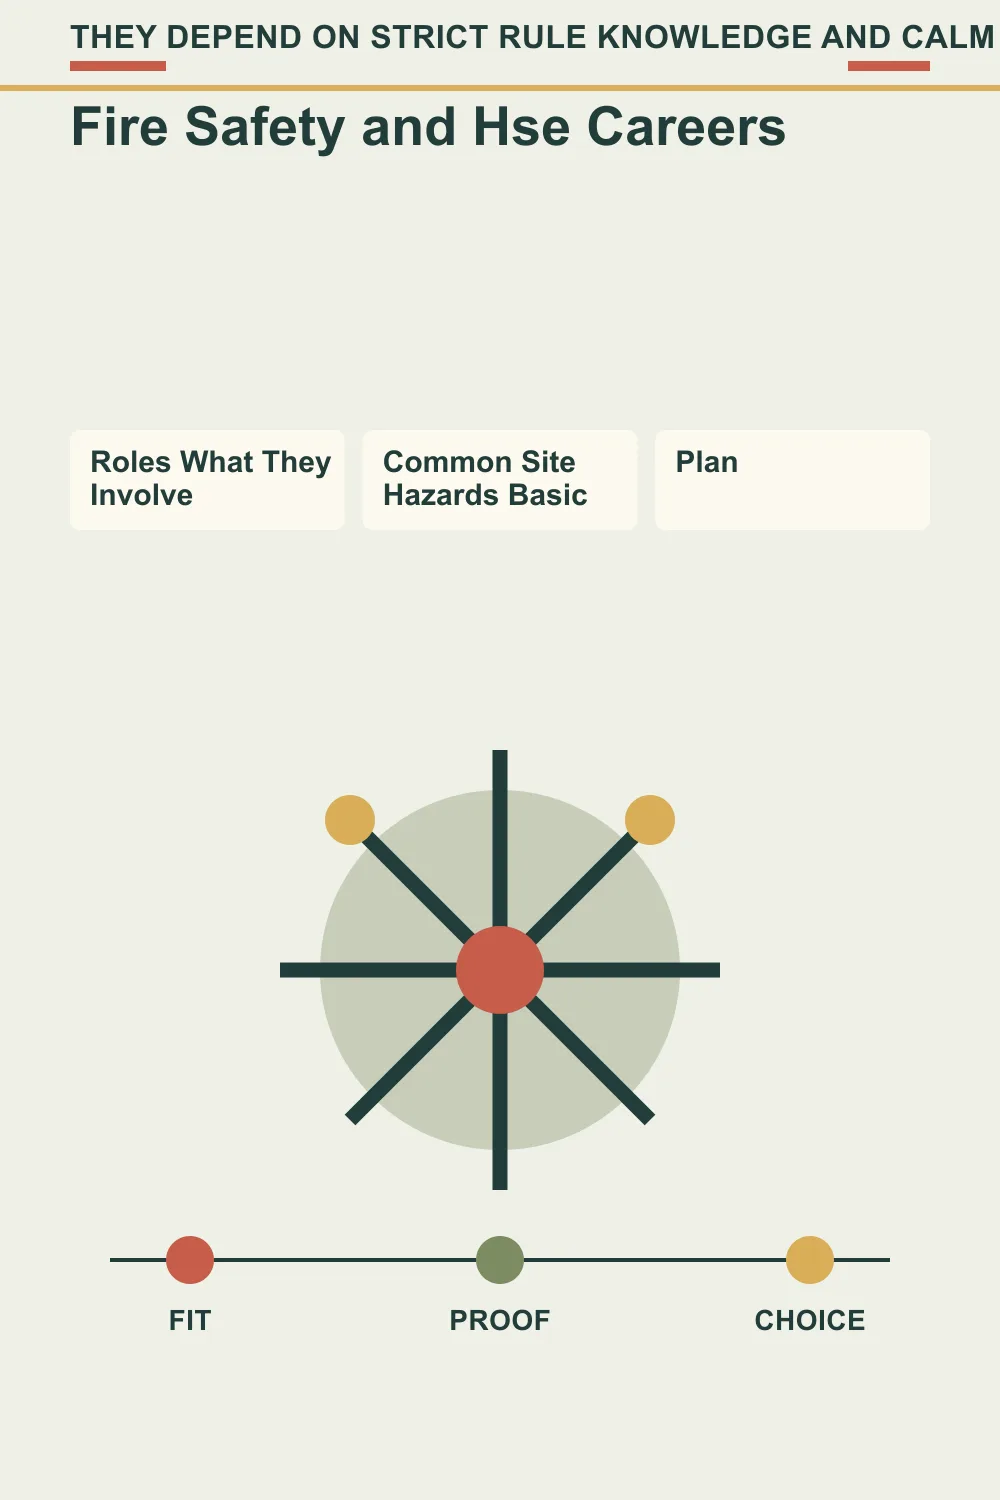 THEY DEPEND ON STRICT RULE KNOWLEDGE AND CALM
Fire Safety and Hse Careers
Roles What They
Involve
Common Site
Hazards Basic
Plan
FIT
PROOF
CHOICE